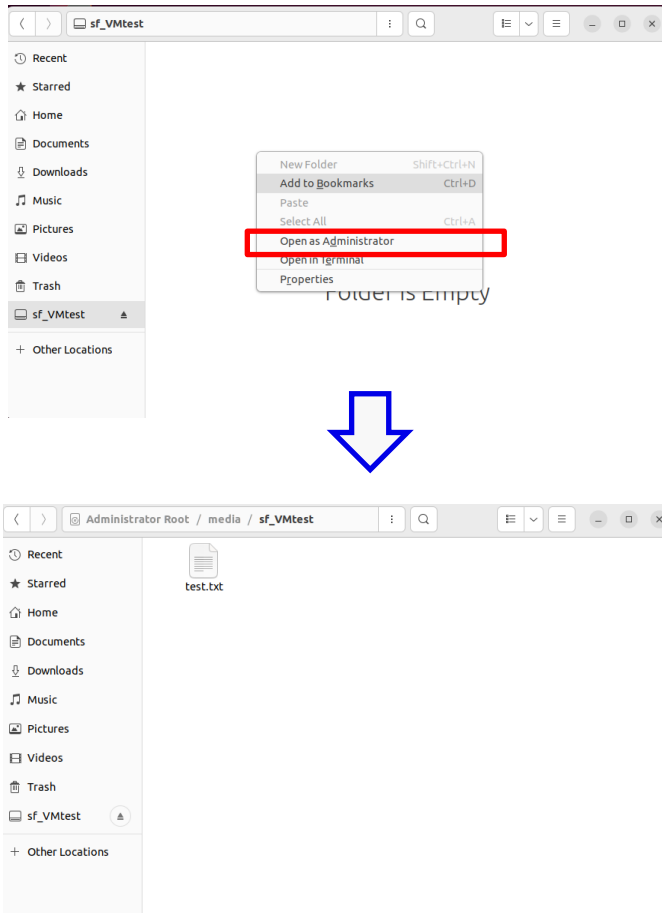 sf_VMtest
Recent
Starred
Home
Documents
Downloads
Music
Pictures
Videos
Trash
sf_VMtest
+ Other Locations
New Folder Shift+Ctrl+N
Add to Bookmarks Ctrl+D
Paste
Select All Ctrl+A
Open as Administrator
Open in Terminal
Properties
Folder is Empty
Administrator Root / media / sf_VMtest
Recent
Starred
Home
Documents
Downloads
Music
Pictures
Videos
Trash
sf_VMtest
+ Other Locations
test.txt